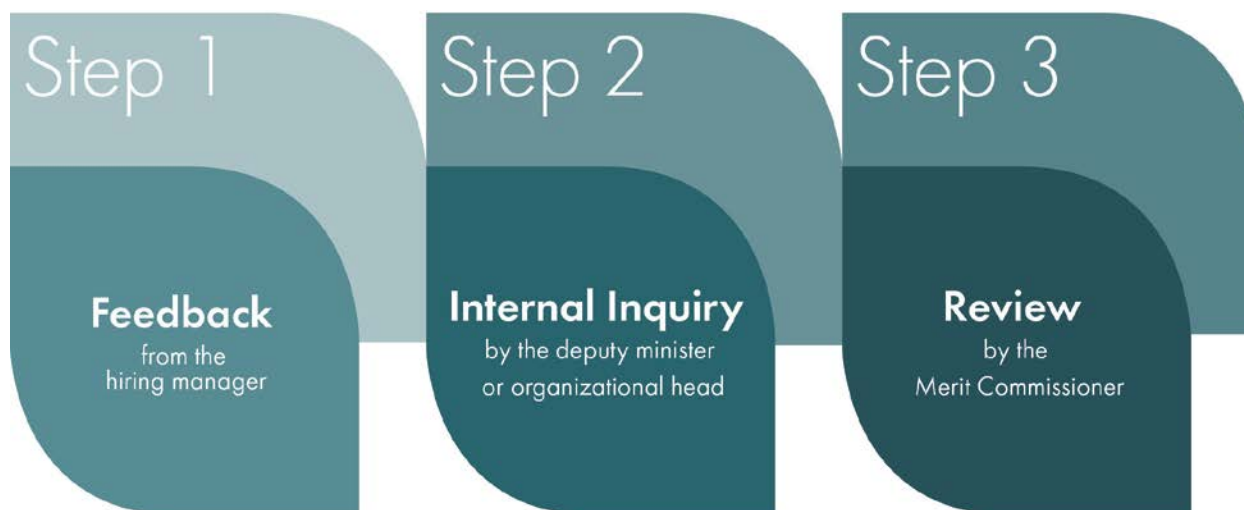 Step 1
Feedback
from the
hiring manager
Step 2
Internal Inquiry
by the deputy minister
or organizational head
Step 3
Review
by the
Merit Commissioner